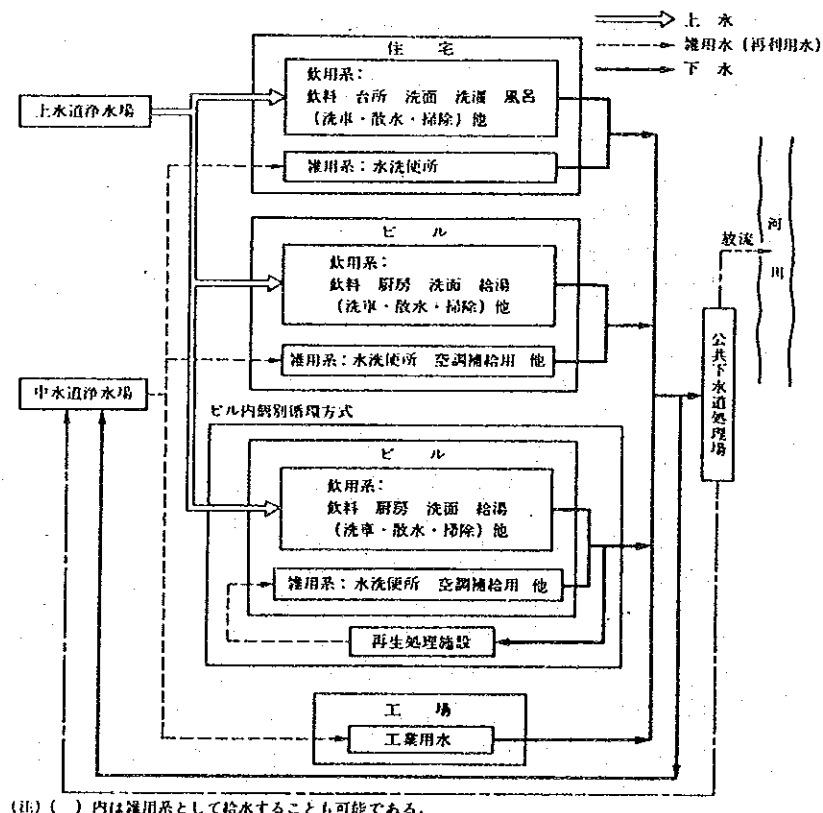 上水
雑用水(再利用水)
下水
住宅
飲用系:
飲料 台所 洗面 洗濯 風呂
(洗車・散水・掃除)他
雑用系:水洗便所
上水道浄水場
ビル
飲用系:
飲料 厨房 洗面 給湯
(洗車・散水・掃除)他
雑用系:水洗便所 空調補給用 他
中水道浄水場
放流
河川
公共下水道処理場
ビル内個別循環方式
ビル
飲用系:
飲料 厨房 洗面 給湯
(洗車・散水・掃除)他
雑用系:水洗便所 空調補給用 他
再生処理施設
工場
工業用水
(注)( )内は雑用系として給水することも可能である.